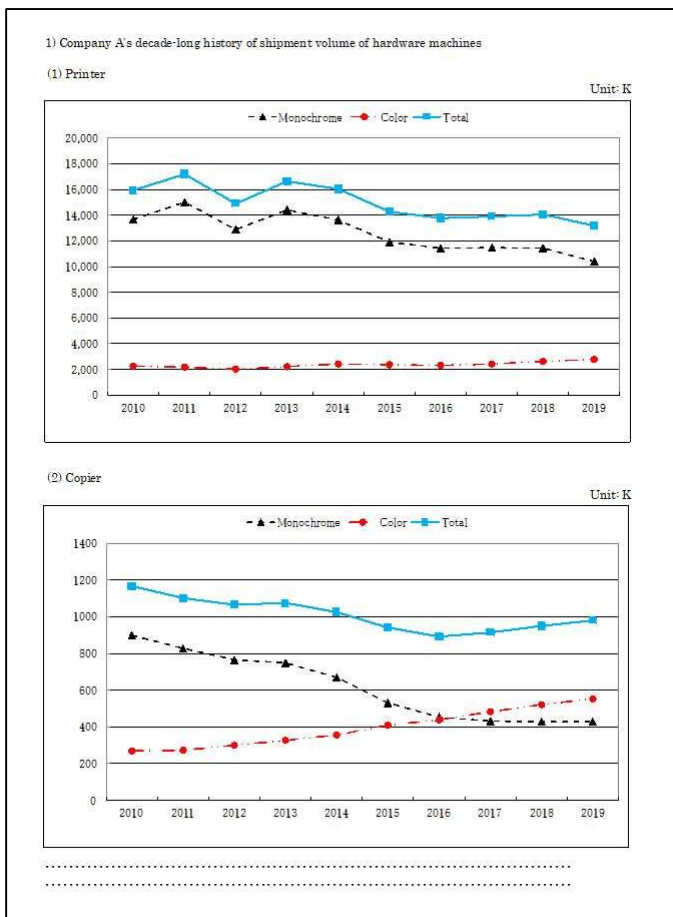 1) Company A's decade-long history of shipment volume of hardware machines
(1) Printer
Unit: K
Monochrome Color Total
20,000
18,000
16,000
14,000
12,000
10,000
8,000
6,000
4,000
2,000
0
2010 2011 2012 2013 2014 2015 2016 2017 2018 2019
(2) Copier
Unit: K
Monochrome Color Total
1400
1200
1000
800
600
400
200
0
2010 2011 2012 2013 2014 2015 2016 2017 2018 2019